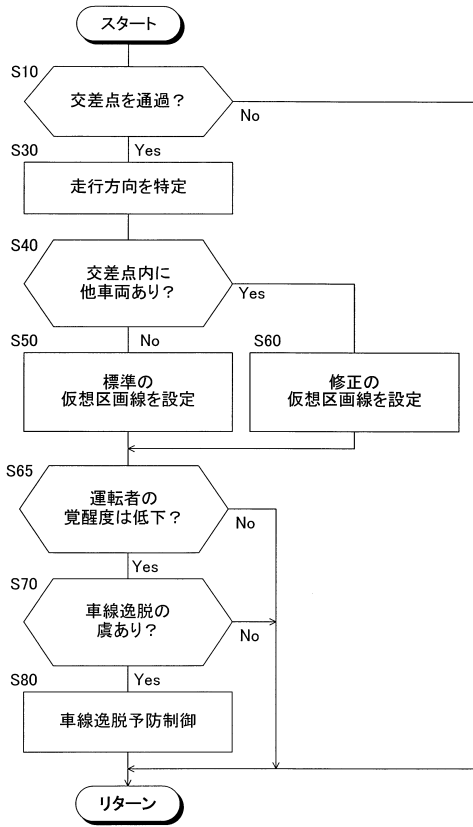 スタート
S10
交差点を通過？
No
Yes
S30
走行方向を特定
S40
交差点内に
他車両あり？
Yes
No
S50
標準の
仮想区画線を設定
S60
修正の
仮想区画線を設定
S65
運転者の
覚醒度は低下？
No
Yes
S70
車線逸脱の
虞あり？
No
Yes
S80
車線逸脱予防制御
リターン